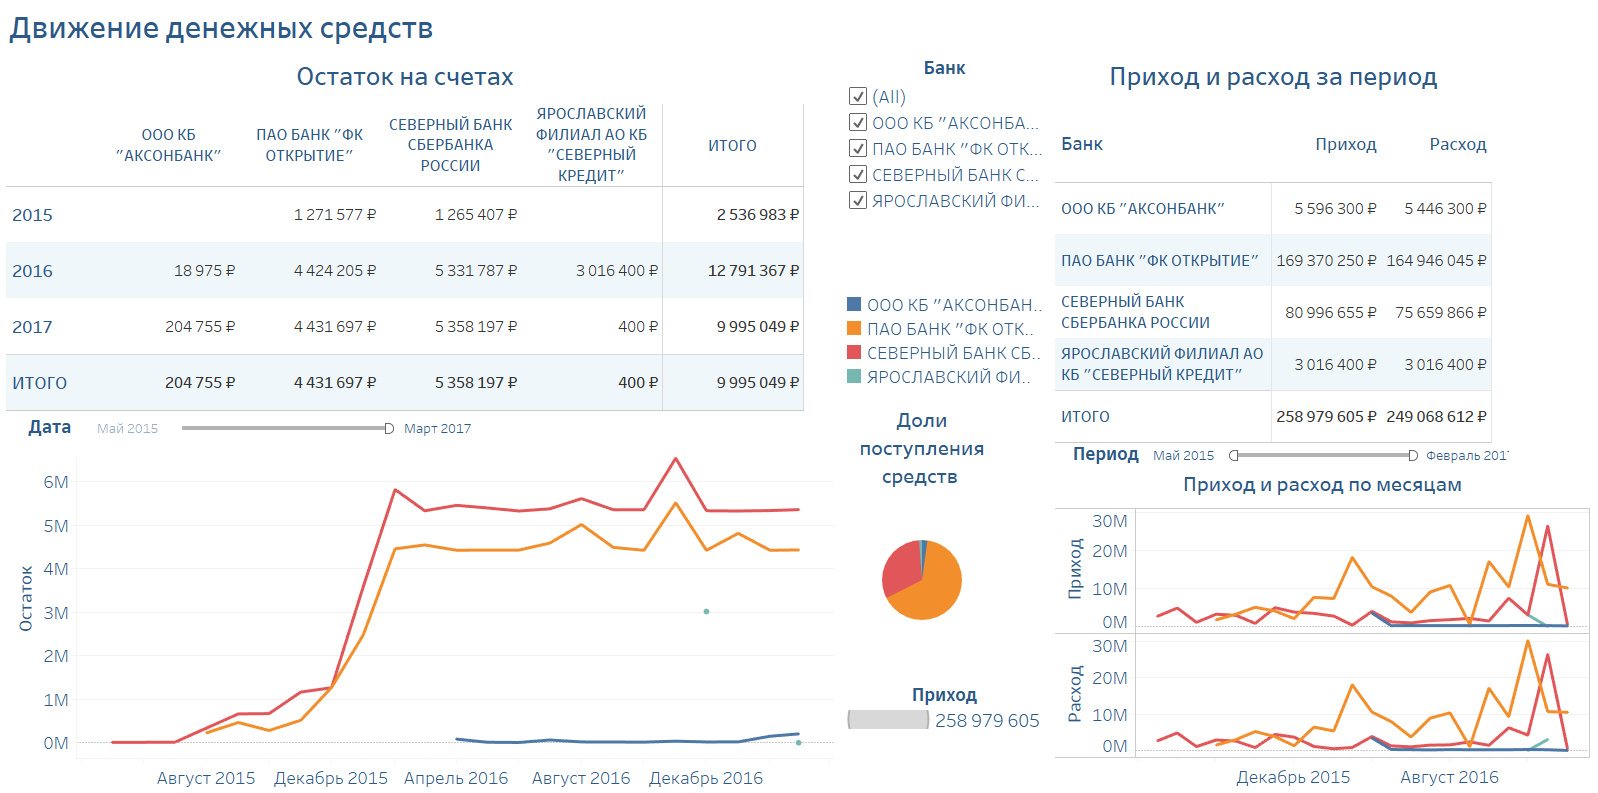 Движение денежных средств
Остаток на счетах
ООО КБ "АКСОНБАНК"
ПАО БАНК "ФК ОТКРЫТИЕ"
СЕВЕРНЫЙ БАНК СБЕРБАНКА РОССИИ
ЯРОСЛАВСКИЙ ФИЛИАЛ АО КБ "СЕВЕРНЫЙ КРЕДИТ"
ИТОГО
2015 1 271 577 ₽ 1 265 407 ₽ 2 536 983 ₽
2016 18 975 ₽ 4 424 205 ₽ 5 331 787 ₽ 3 016 400 ₽ 12 791 367 ₽
2017 204 755 ₽ 4 431 697 ₽ 5 358 197 ₽ 400 ₽ 9 995 049 ₽
ИТОГО 204 755 ₽ 4 431 697 ₽ 5 358 197 ₽ 400 ₽ 9 995 049 ₽
Дата Май 2015 Март 2017
6M
5M
4M
3M
2M
1M
0M
Остаток
Август 2015 Декабрь 2015 Апрель 2016 Август 2016 Декабрь 2016
Банк
(All)
ООО КБ "АКСОНБА...
ПАО БАНК "ФК ОТК...
СЕВЕРНЫЙ БАНК С...
ЯРОСЛАВСКИЙ ФИ...
ООО КБ "АКСОНБАН..
ПАО БАНК "ФК ОТК..
СЕВЕРНЫЙ БАНК СБ..
ЯРОСЛАВСКИЙ ФИ..
Доли
поступления
средств
Приход
258 979 605
Приход и расход за период
Банк Приход Расход
ООО КБ "АКСОНБАНК" 5 596 300 ₽ 5 446 300 ₽
ПАО БАНК "ФК ОТКРЫТИЕ" 169 370 250 ₽ 164 946 045 ₽
СЕВЕРНЫЙ БАНК
СБЕРБАНКА РОССИИ 80 996 655 ₽ 75 659 866 ₽
ЯРОСЛАВСКИЙ ФИЛИАЛ АО
КБ "СЕВЕРНЫЙ КРЕДИТ" 3 016 400 ₽ 3 016 400 ₽
ИТОГО 258 979 605 ₽ 249 068 612 ₽
Период Май 2015 Февраль 201
Приход и расход по месяцам
30M
20M
10M
0M
Приход
30M
20M
10M
0M
Расход
Декабрь 2015 Август 2016